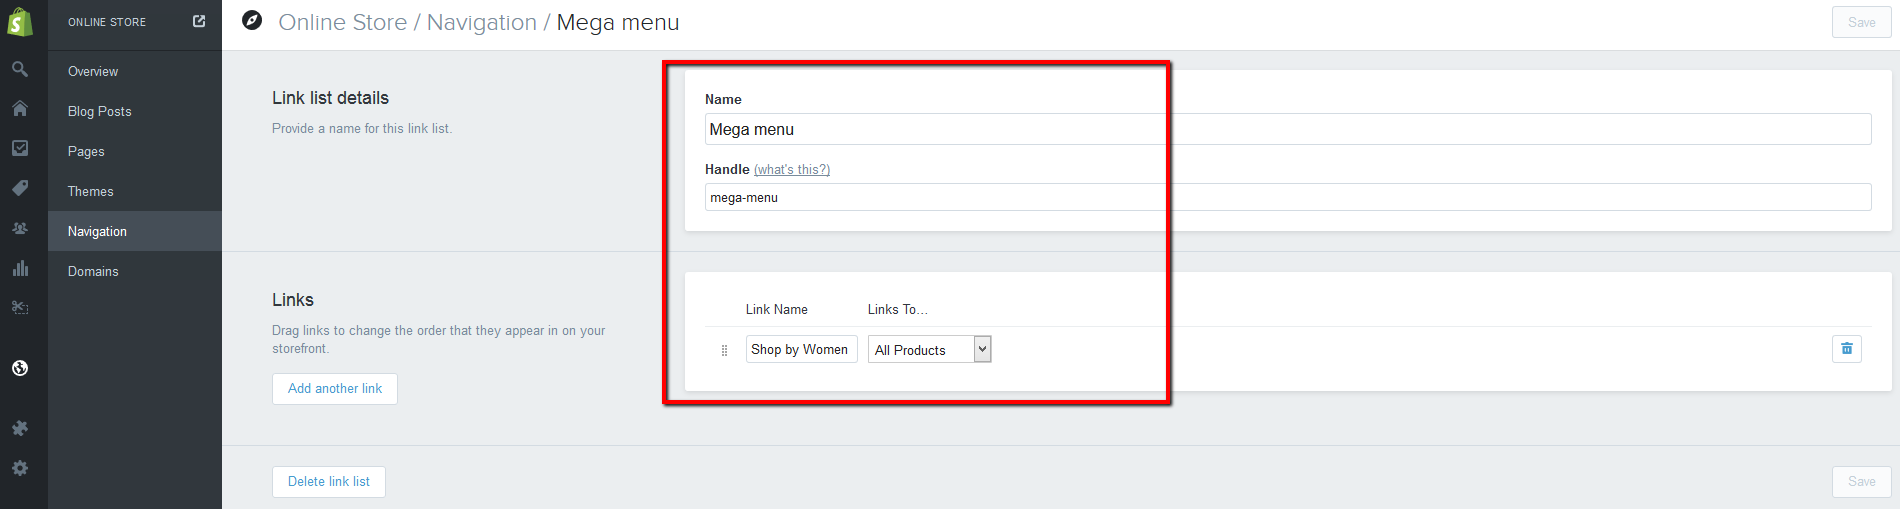 ONLINE STORE
Online Store / Navigation / Mega menu
Save
Overview
Blog Posts
Pages
Themes
Navigation
Domains
Link list details
Provide a name for this link list.
Name
Mega menu
Handle (what's this?)
mega-menu
Links
Drag links to change the order that they appear in on your
storefront.
Add another link
Link Name Links To...
Shop by Women All Products
Delete link list
Save